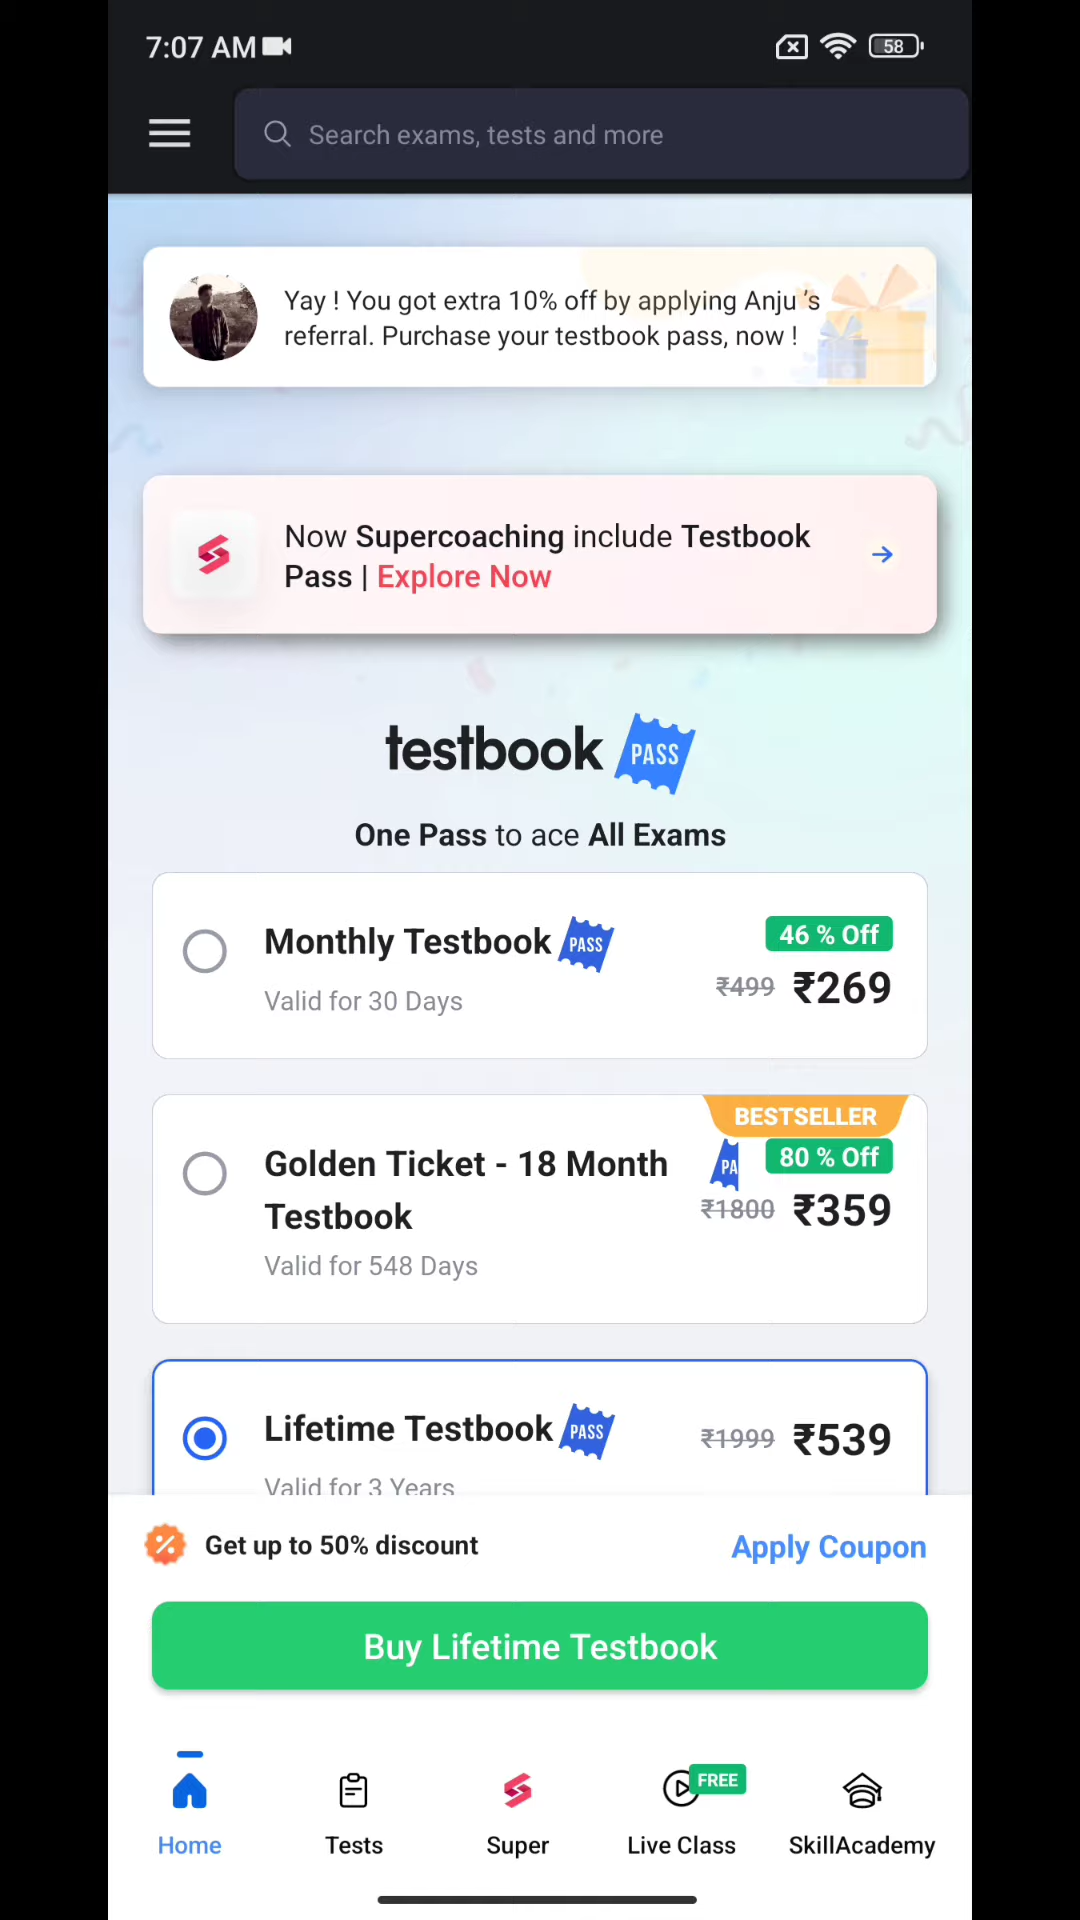 7:07 AM
58
Search exams, tests and more
Yay ! You got extra 10% off by applying Anju 's
referral. Purchase your testbook pass, now !
Now Supercoaching include Testbook
Pass | Explore Now
testbook PASS
One Pass to ace All Exams
Monthly Testbook PASS
46 % Off
₹499 ₹269
Valid for 30 Days
BESTSELLER
Golden Ticket - 18 Month
Testbook
PA
80 % Off
₹1800 ₹359
Valid for 548 Days
Lifetime Testbook PASS
₹1999 ₹539
Valid for 3 Years
Get up to 50% discount
Apply Coupon
Buy Lifetime Testbook
FREE
Home
Tests
Super
Live Class
SkillAcademy